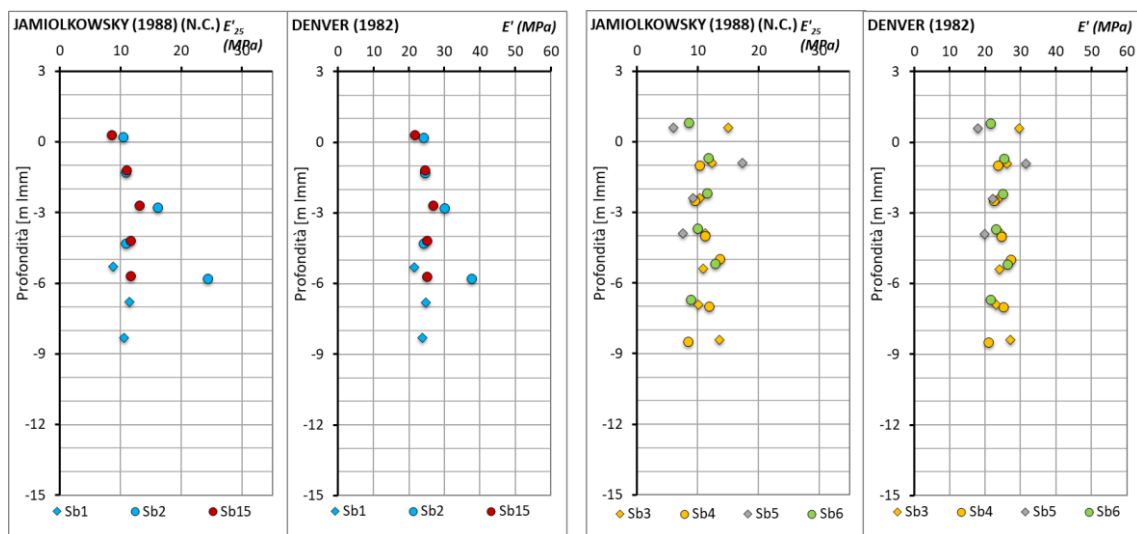 JAMIOLKOWSKY (1988) (N.C.) E'25
(MPa)
0 10 20 30
3
0
-3
-6
-9
-12
-15
Profondità [m lmm]
Sb1 Sb2 Sb15
DENVER (1982) E' (MPa)
0 10 20 30 40 50 60
3
0
-3
-6
-9
-12
-15
Profondità [m lmm]
Sb1 Sb2 Sb15
JAMIOLKOWSKY (1988) (N.C.) E'25
(MPa)
0 10 20 30
3
0
-3
-6
-9
-12
-15
Profondità [m lmm]
Sb3 Sb4 Sb5 Sb6
DENVER (1982) E' (MPa)
0 10 20 30 40 50 60
3
0
-3
-6
-9
-12
-15
Profondità [m lmm]
Sb3 Sb4 Sb5 Sb6